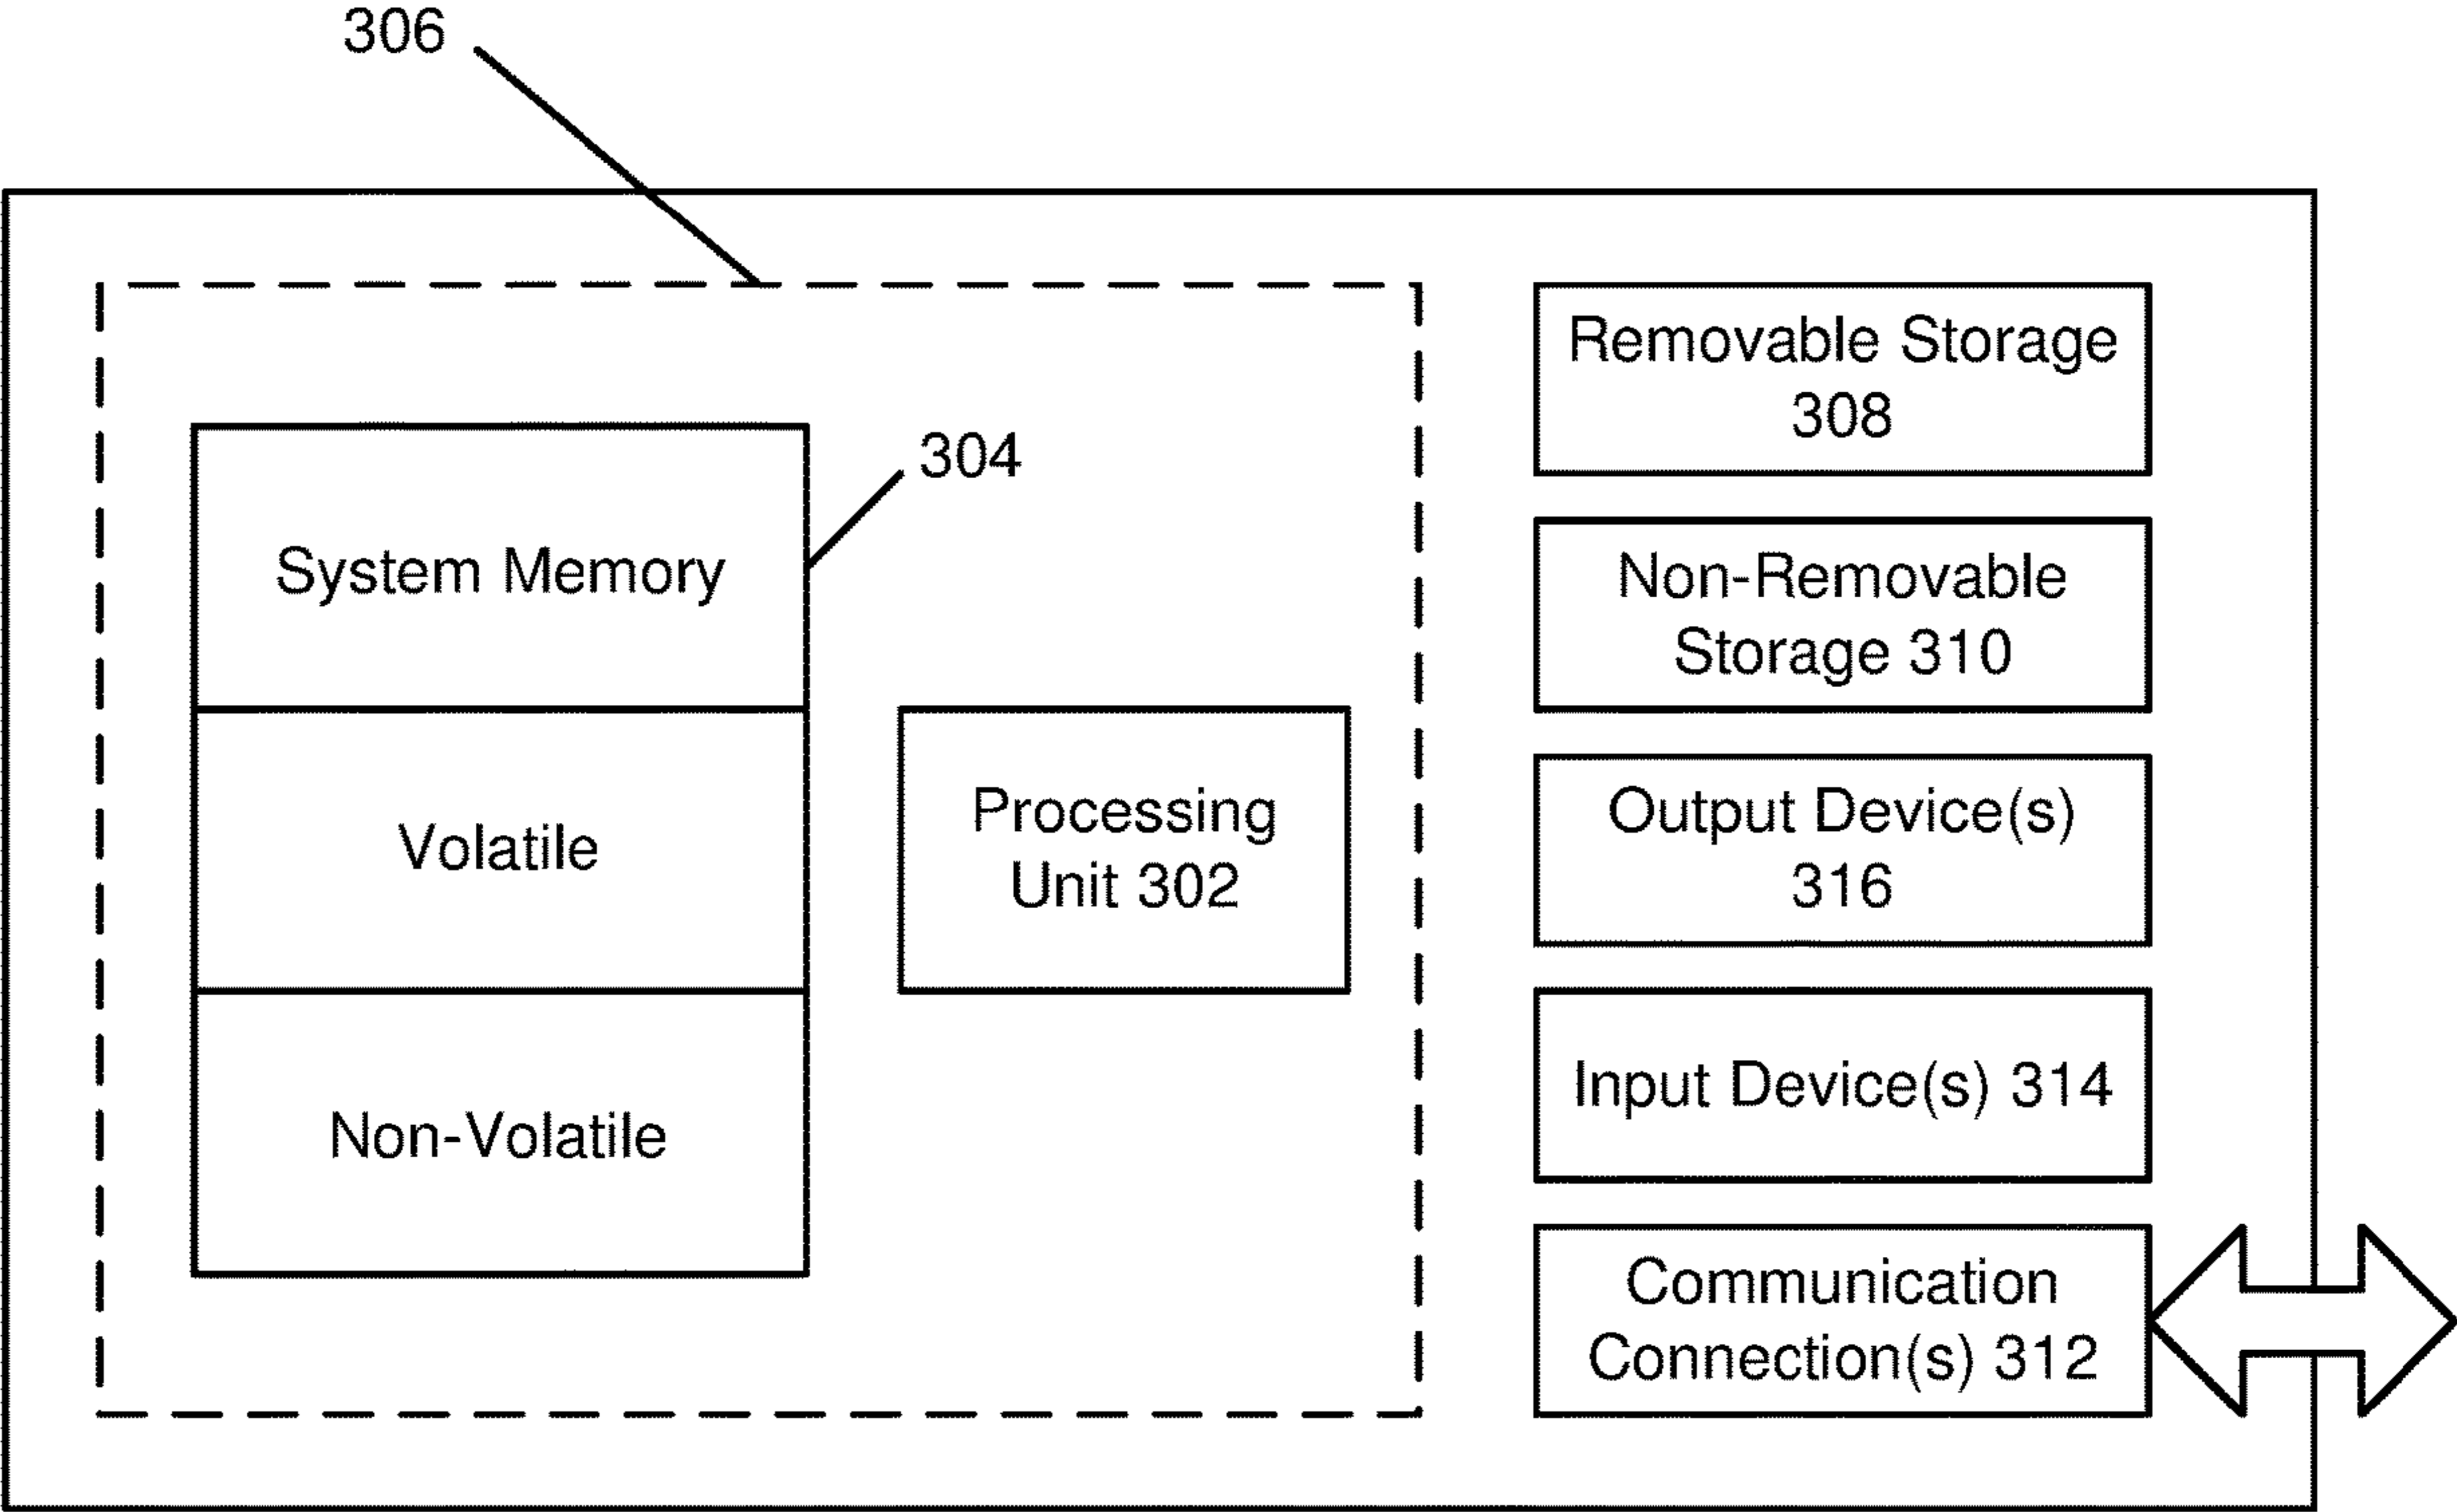 306
304
System Memory
Volatile
Non-Volatile
Processing
Unit 302
Removable Storage
308
Non-Removable
Storage 310
Output Device(s)
316
Input Device(s) 314
Communication
Connection(s) 312